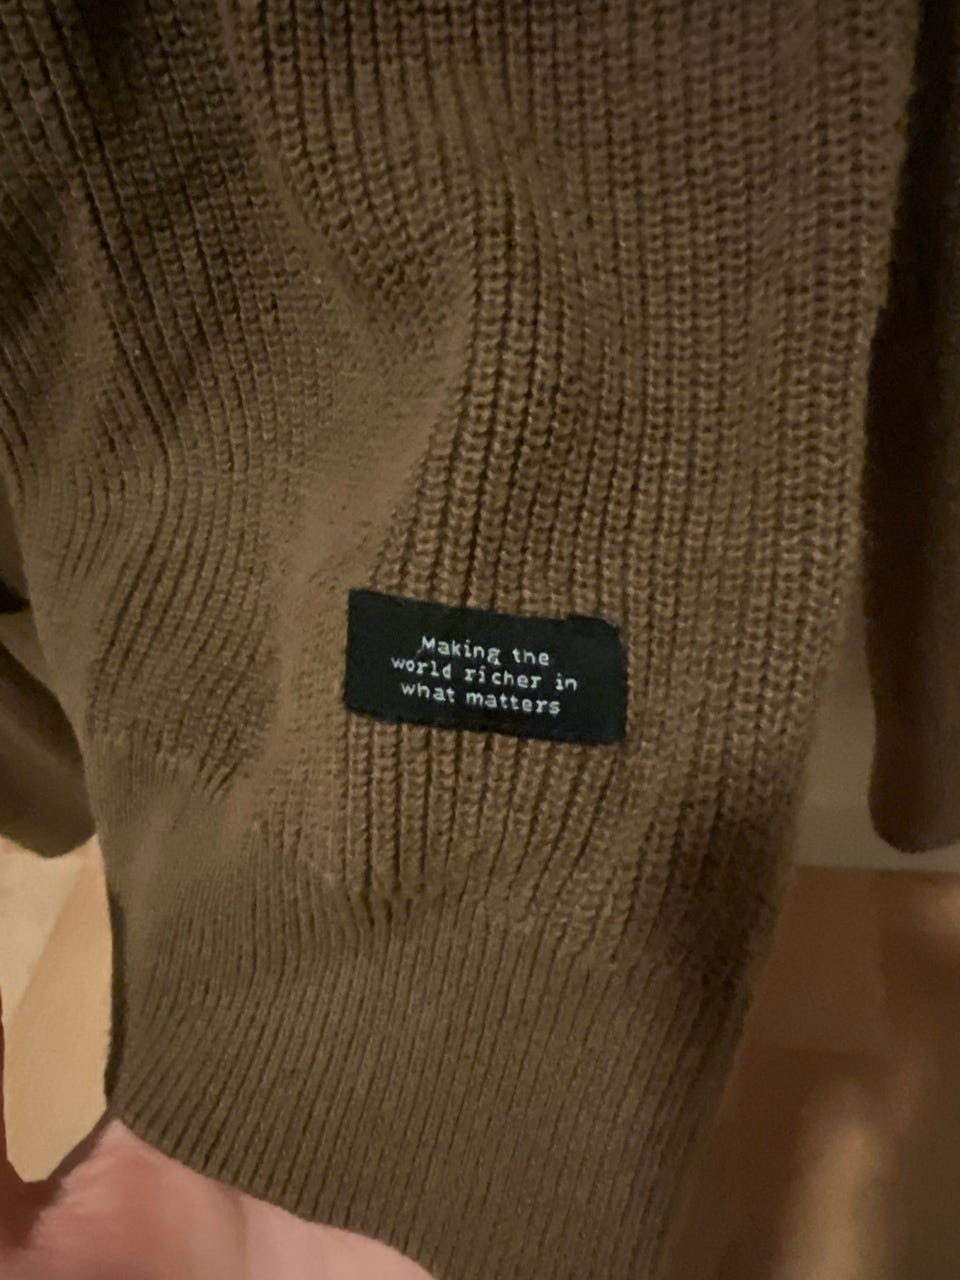 Making the
world richer in
what matters